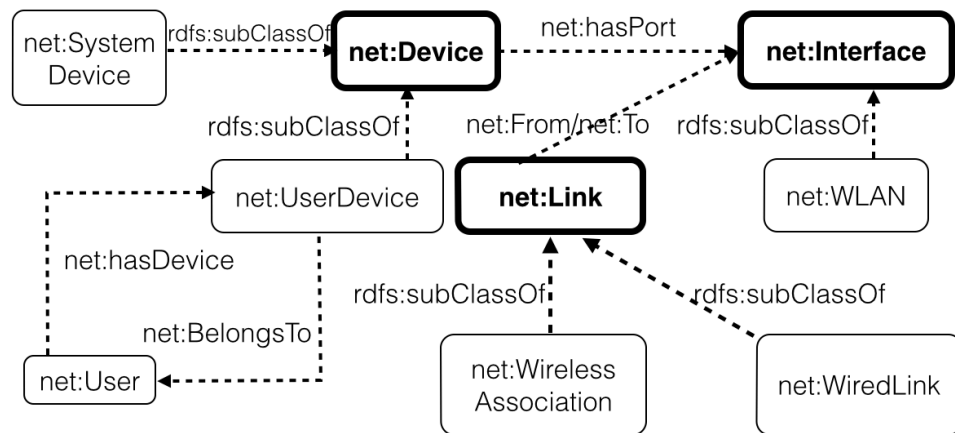 net:System
Device
rdfs:subClassOf
net:Device
net:hasPort
net:Interface
rdfs:subClassOf
net:From/net:To
rdfs:subClassOf
net:UserDevice
net:Link
net:WLAN
net:hasDevice
rdfs:subClassOf
rdfs:subClassOf
net:BelongsTo
net:User
net:Wireless
Association
net:WiredLink